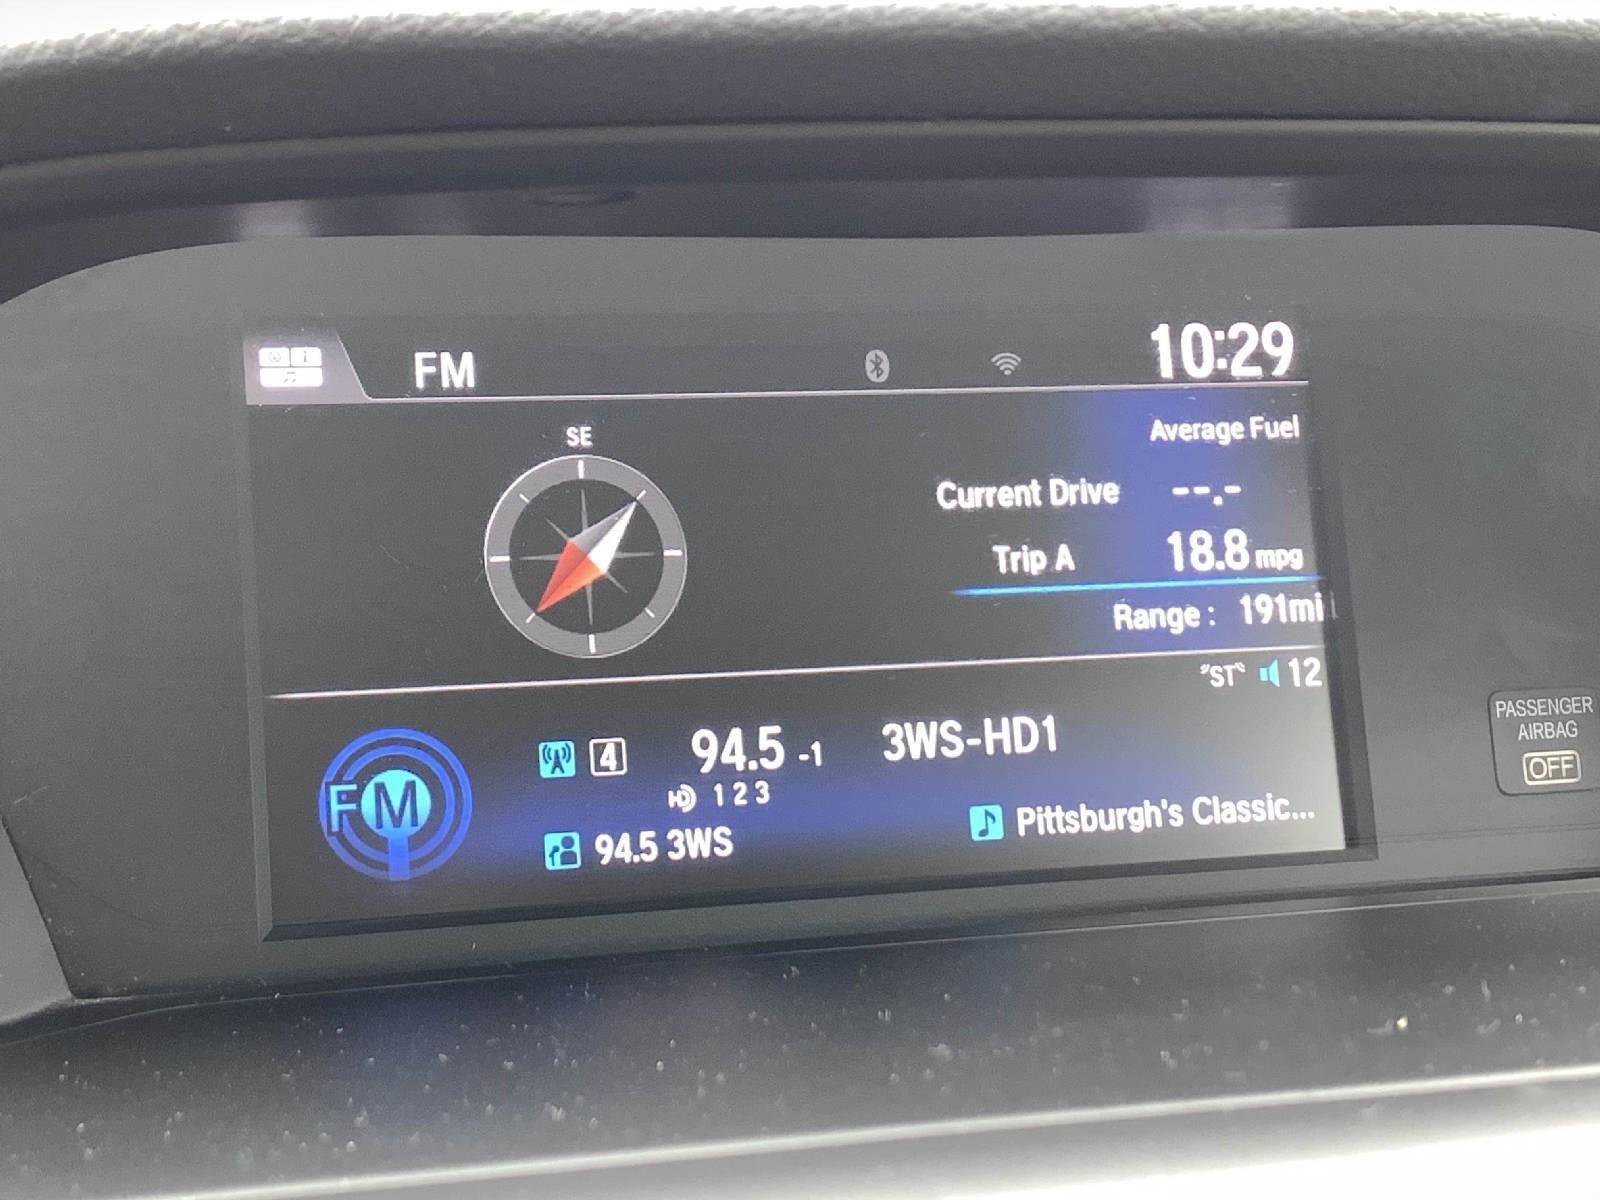 FM
10:29
SE
Average Fuel
Current Drive --.-
Trip A 18.8 mpg
Range : 191mi
"ST" 12
FM
4 94.5 -1 3WS-HD1
HD 1 2 3
94.5 3WS
Pittsburgh's Classic...
PASSENGER
AIRBAG
OFF